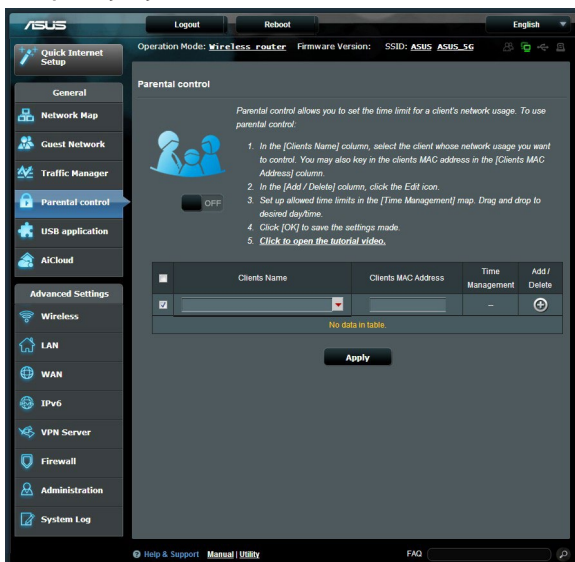 ASUS
Logout
Reboot
English
Operation Mode: Wireless router Firmware Version: SSID: ASUS ASUS_5G
Quick Internet
Setup
General
Network Map
Guest Network
Traffic Manager
Parental control
USB application
AiCloud
Advanced Settings
Wireless
LAN
WAN
IPv6
VPN Server
Firewall
Administration
System Log
Parental control
Parental control allows you to set the time limit for a client's network usage. To use
parental control:
1. In the [Clients Name] column, select the client whose network usage you want
to control. You may also key in the clients MAC address in the [Clients MAC
Address] column.
2. In the [Add / Delete] column, click the Edit icon.
3. Set up allowed time limits in the [Time Management] map. Drag and drop to
desired day/time.
4. Click [OK] to save the settings made.
5. Click to open the tutorial video.
OFF
Clients Name
Clients MAC Address
Time
Management
Add /
Delete
--
No data in table.
Apply
Help & Support Manual | Utility
FAQ